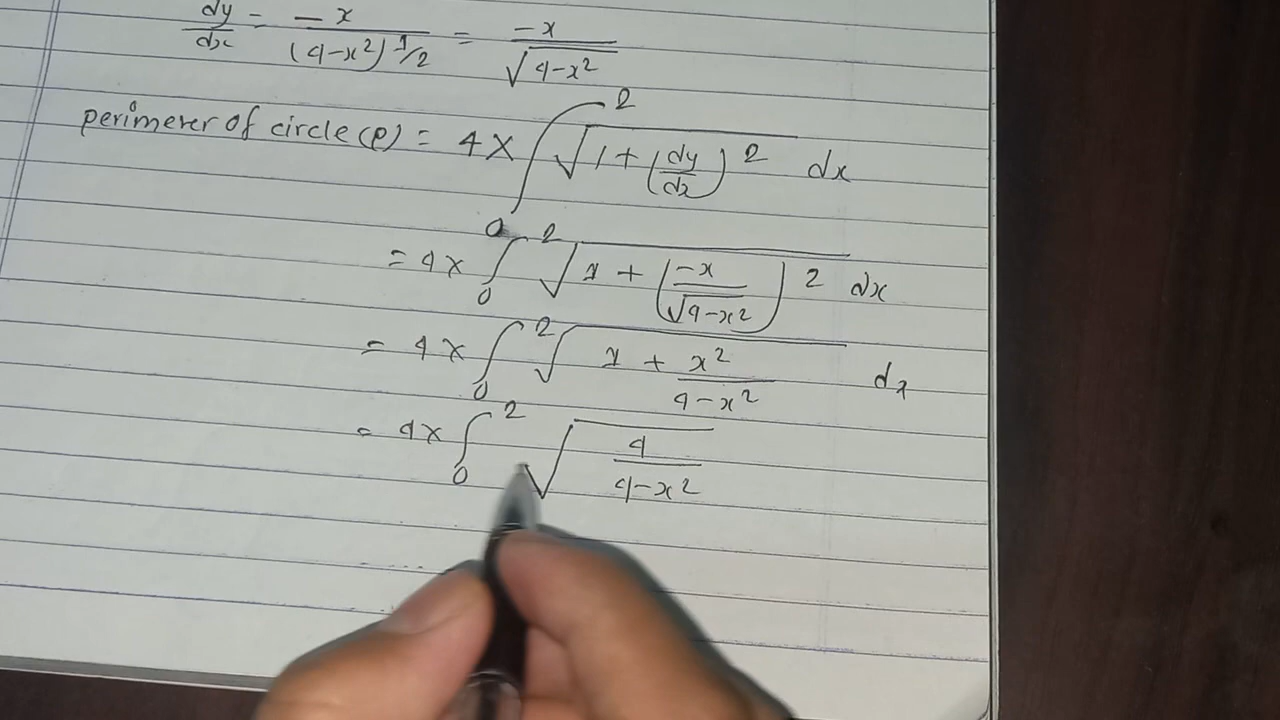 dy/dx = -x/(4-x²)^1/2 = -x/√(4-x²)
perimerer of circle (P) = 4 × ∫₀² √(1 + (dy/dx)²) dx
= 4 × ∫₀² √(1 + (-x/√(4-x²))²) dx
= 4 × ∫₀² √(1 + x²/(4-x²)) dx
= 4 × ∫₀² √(4/(4-x²))